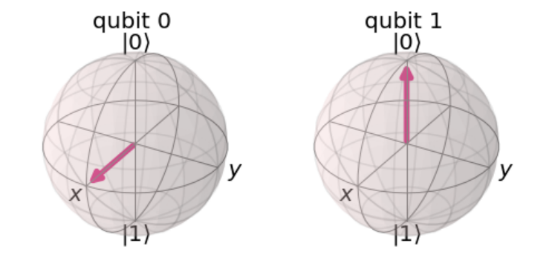 qubit 0
|0⟩
x
y
|1⟩
qubit 1
|0⟩
x
y
|1⟩